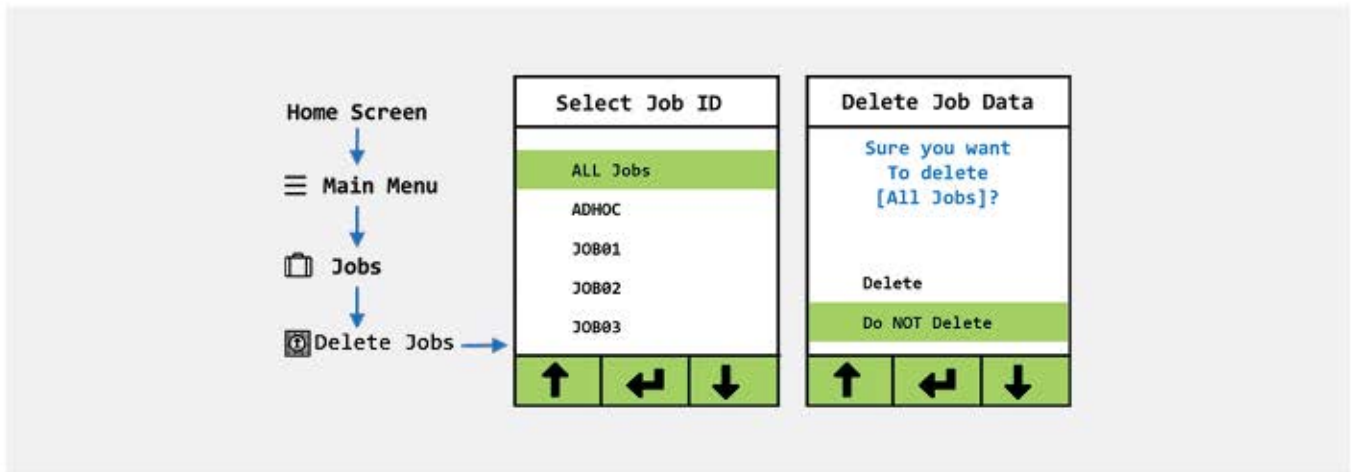 Home Screen
Main Menu
Jobs
Delete Jobs
Select Job ID
ALL Jobs
ADHOC
JOB01
JOB02
JOB03
Delete Job Data
Sure you want
To delete
[All Jobs]?
Delete
Do NOT Delete